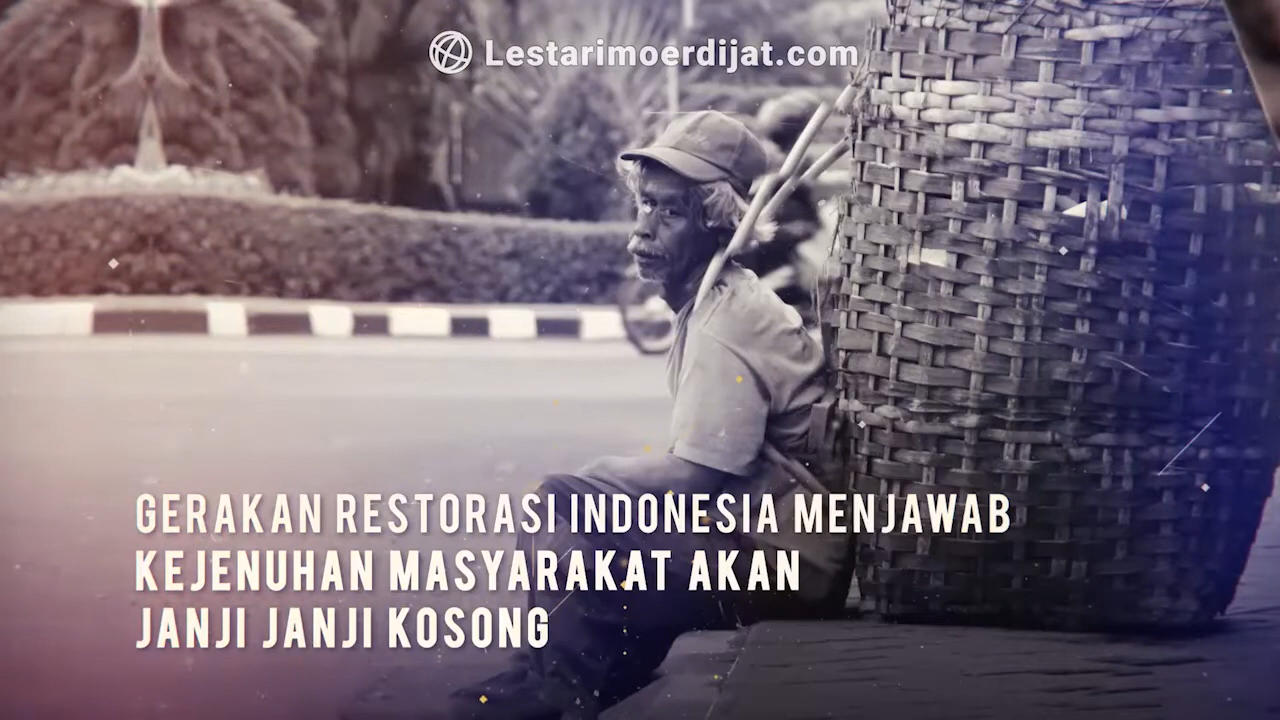 Lestarimoerdijat.com
GERAKAN RESTORASI INDONESIA MENJAWAB
KEJENUHAN MASYARAKAT AKAN
JANJI JANJI KOSONG